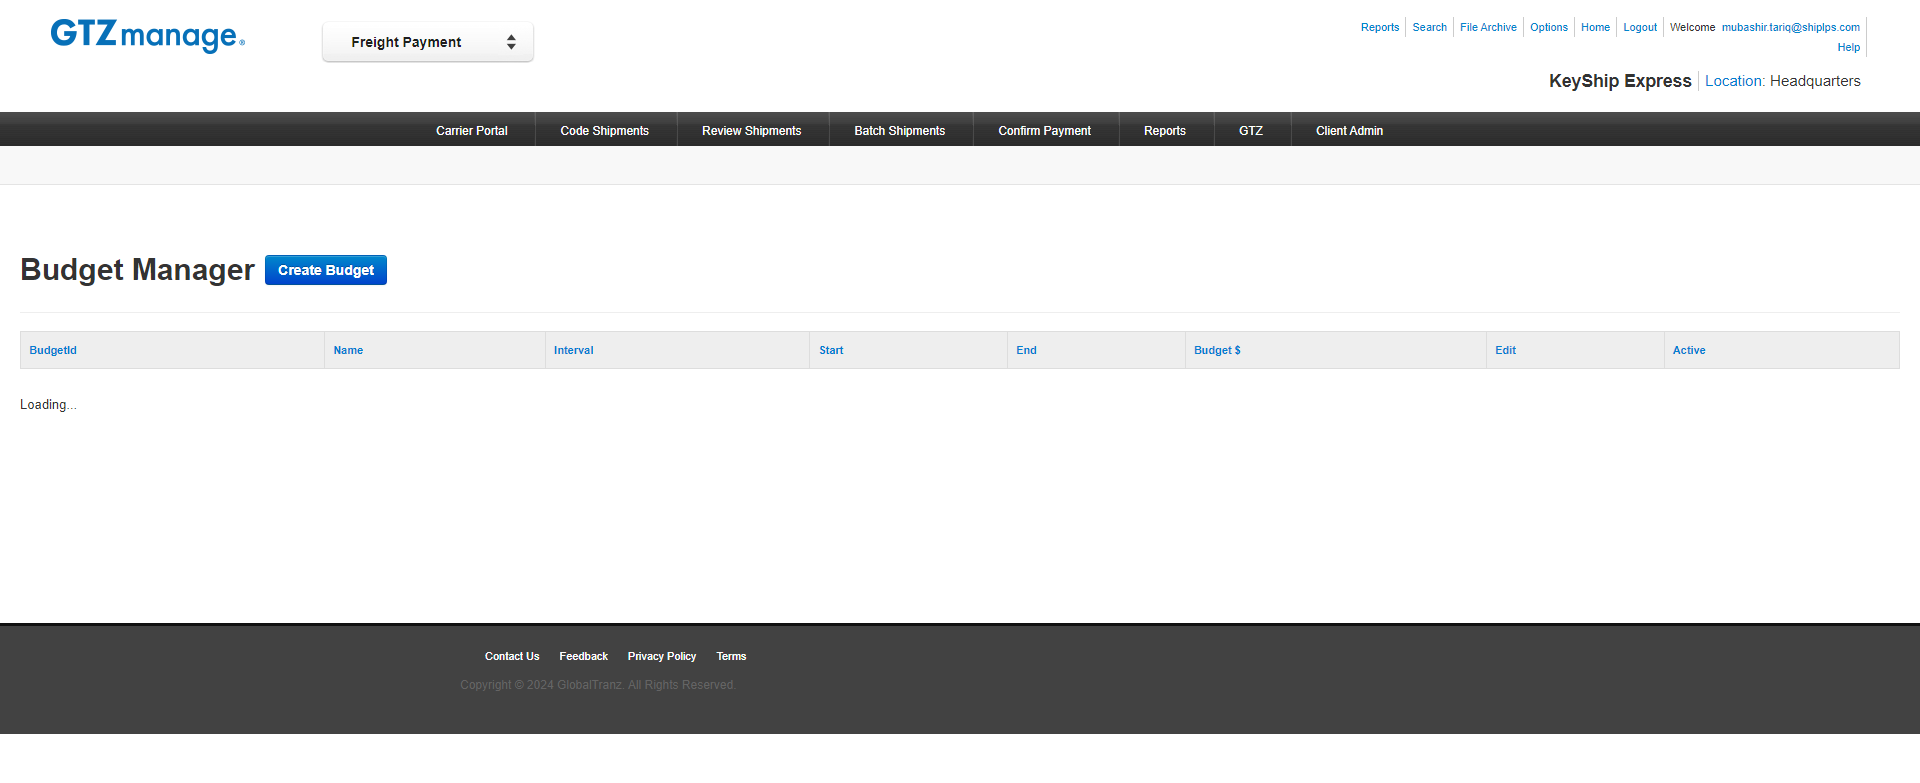 GTZ manage®
Freight Payment
Reports Search File Archive Options Home Logout Welcome mubashir.tariq@shiplps.com
Help
KeyShip Express Location: Headquarters
Carrier Portal Code Shipments Review Shipments Batch Shipments Confirm Payment Reports GTZ Client Admin
Budget Manager Create Budget
BudgetId Name Interval Start End Budget $ Edit Active
Loading...
Contact Us Feedback Privacy Policy Terms
Copyright © 2024 GlobalTranz. All Rights Reserved.